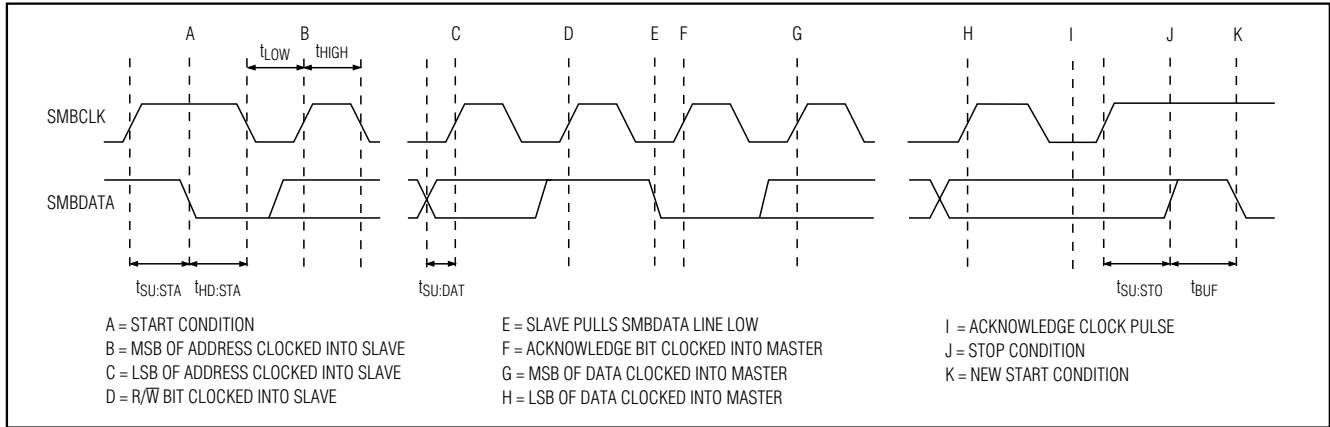 A B C D E F G H I J K
tLOW tHIGH
SMBCLK
SMBDATA
tSU:STA tHD:STA tSU:DAT tSU:STO tBUF
A = START CONDITION
B = MSB OF ADDRESS CLOCKED INTO SLAVE
C = LSB OF ADDRESS CLOCKED INTO SLAVE
D = R/W̅ BIT CLOCKED INTO SLAVE
E = SLAVE PULLS SMBDATA LINE LOW
F = ACKNOWLEDGE BIT CLOCKED INTO MASTER
G = MSB OF DATA CLOCKED INTO MASTER
H = LSB OF DATA CLOCKED INTO MASTER
I = ACKNOWLEDGE CLOCK PULSE
J = STOP CONDITION
K = NEW START CONDITION